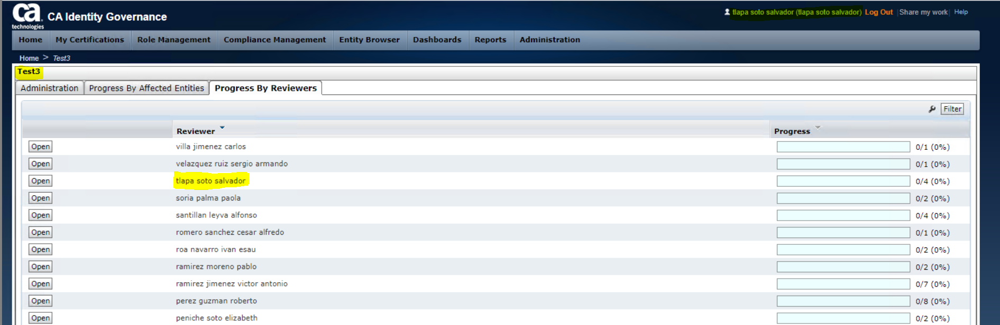 ca technologies CA Identity Governance
tlapa soto salvador (tlapa soto salvador) Log Out | Share my work | Help
Home My Certifications Role Management Compliance Management Entity Browser Dashboards Reports Administration
Home > Test3
Test3
Administration Progress By Affected Entities Progress By Reviewers
Filter
Reviewer Progress
Open villa jimenez carlos 0/1 (0%)
Open velazquez ruiz sergio armando 0/1 (0%)
Open tlapa soto salvador 0/4 (0%)
Open soria palma paola 0/2 (0%)
Open santillan leyva alfonso 0/4 (0%)
Open romero sanchez cesar alfredo 0/1 (0%)
Open roa navarro ivan esau 0/2 (0%)
Open ramirez moreno pablo 0/2 (0%)
Open ramirez jimenez victor antonio 0/7 (0%)
Open perez guzman roberto 0/8 (0%)
Open peniche soto elizabeth 0/2 (0%)